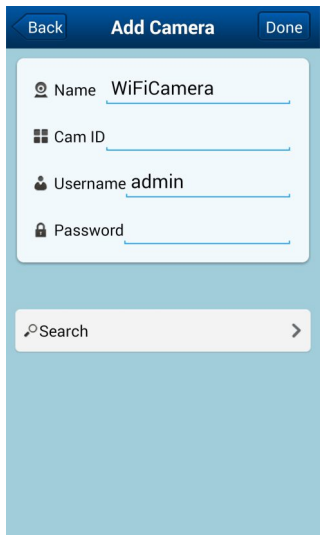 Back Add Camera Done
Name WiFiCamera
Cam ID
Username admin
Password
Search